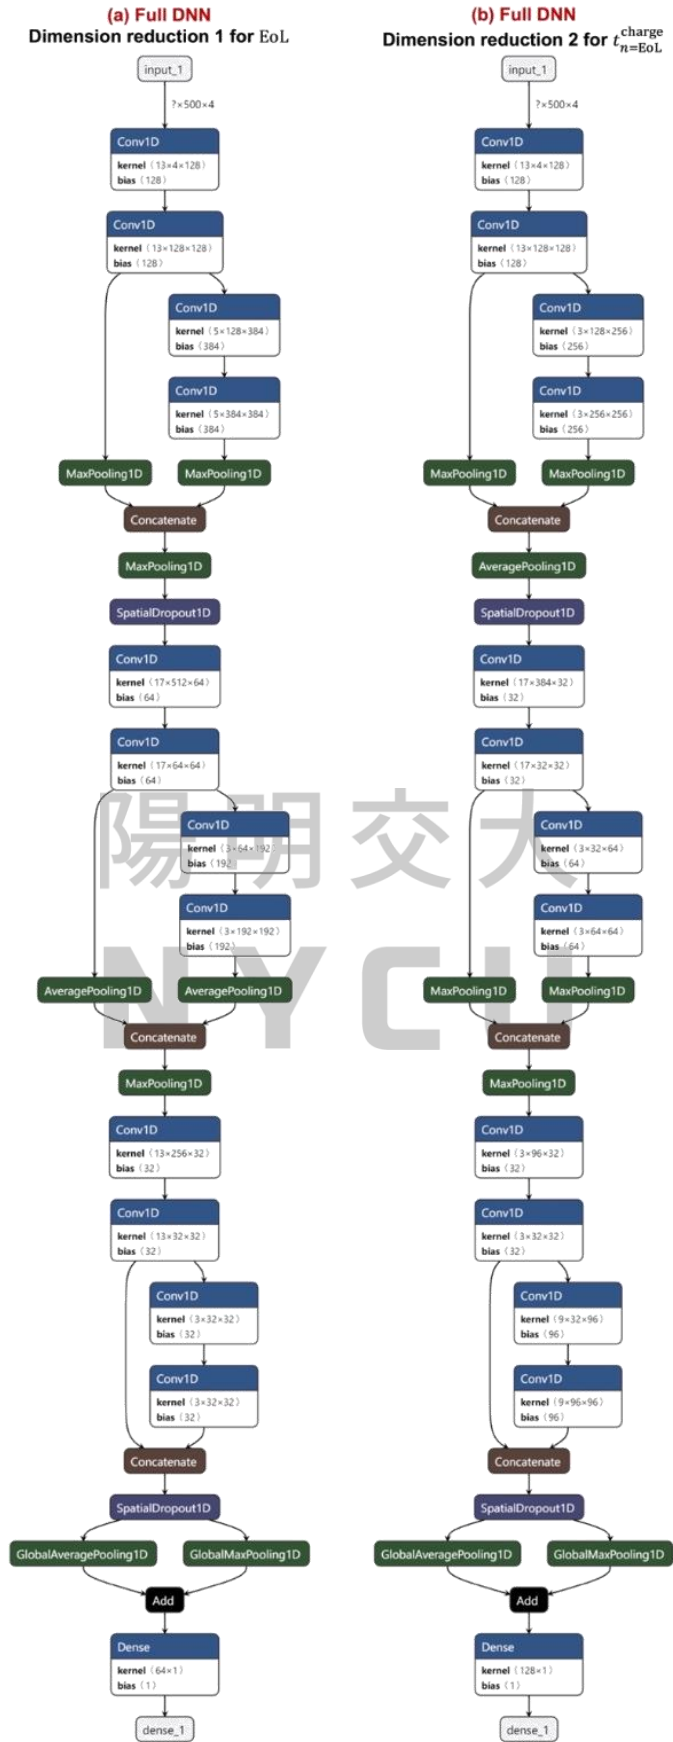 (a) Full DNN
Dimension reduction 1 for EoL
input_1
?×500×4
Conv1D
kernel (13×4×128)
bias (128)
Conv1D
kernel (13×128×128)
bias (128)
Conv1D
kernel (5×128×384)
bias (384)
Conv1D
kernel (5×384×384)
bias (384)
MaxPooling1D
MaxPooling1D
Concatenate
MaxPooling1D
SpatialDropout1D
Conv1D
kernel (17×512×64)
bias (64)
Conv1D
kernel (17×64×64)
bias (64)
Conv1D
kernel (3×64×192)
bias (192)
Conv1D
kernel (3×192×192)
bias (192)
AveragePooling1D
AveragePooling1D
Concatenate
MaxPooling1D
Conv1D
kernel (13×256×32)
bias (32)
Conv1D
kernel (13×32×32)
bias (32)
Conv1D
kernel (3×32×32)
bias (32)
Conv1D
kernel (3×32×32)
bias (32)
Concatenate
SpatialDropout1D
GlobalAveragePooling1D
GlobalMaxPooling1D
Add
Dense
kernel (64×1)
bias (1)
dense_1
(b) Full DNN
Dimension reduction 2 for t_{n=EoL}^{charge}
input_1
?×500×4
Conv1D
kernel (13×4×128)
bias (128)
Conv1D
kernel (13×128×128)
bias (128)
Conv1D
kernel (3×128×256)
bias (256)
Conv1D
kernel (3×256×256)
bias (256)
MaxPooling1D
MaxPooling1D
Concatenate
AveragePooling1D
SpatialDropout1D
Conv1D
kernel (17×384×32)
bias (32)
Conv1D
kernel (17×32×32)
bias (32)
Conv1D
kernel (3×32×64)
bias (64)
Conv1D
kernel (3×64×64)
bias (64)
MaxPooling1D
MaxPooling1D
Concatenate
MaxPooling1D
Conv1D
kernel (3×96×32)
bias (32)
Conv1D
kernel (3×32×32)
bias (32)
Conv1D
kernel (9×32×96)
bias (96)
Conv1D
kernel (9×96×96)
bias (96)
Concatenate
SpatialDropout1D
GlobalAveragePooling1D
GlobalMaxPooling1D
Add
Dense
kernel (128×1)
bias (1)
dense_1
陽明交大
NYCU